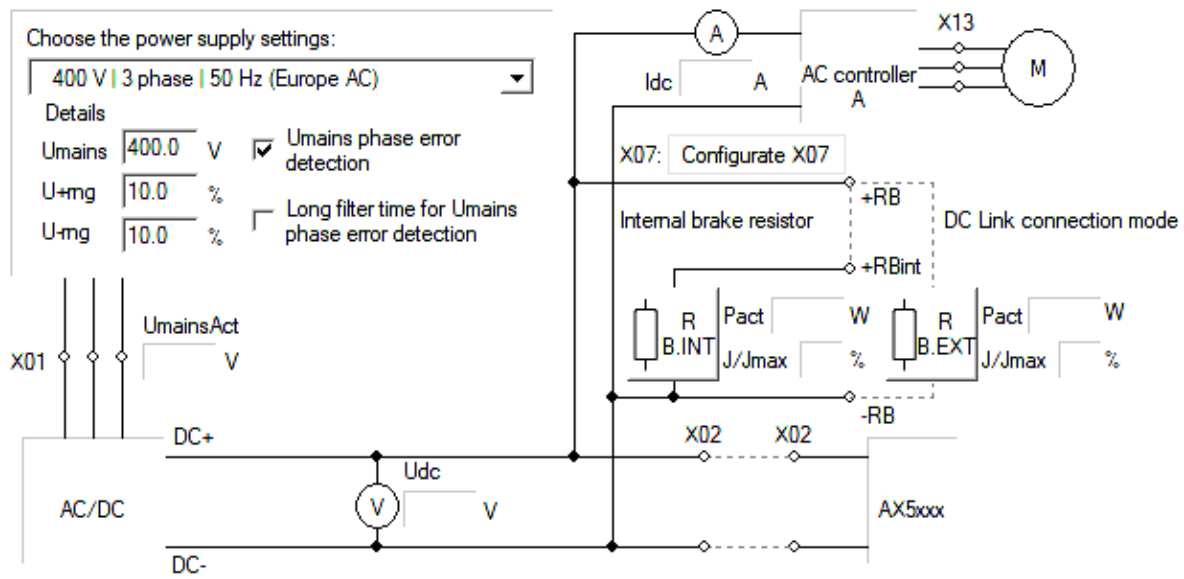 Choose the power supply settings:
400 V | 3 phase | 50 Hz (Europe AC)
Details
Umains 400.0 V
Umains phase error
detection
U+rng 10.0 %
U-rng 10.0 %
Long filter time for Umains
phase error detection
A
Idc A
AC controller
A
X13
M
X07: Configurate X07
+RB
Internal brake resistor
DC Link connection mode
+RBint
R
B.INT
Pact W
J/Jmax %
R
B.EXT
Pact W
J/Jmax %
-RB
UmainsAct
X01 V
DC+
X02 X02
AC/DC
Udc
V V
AX5xxx
DC-